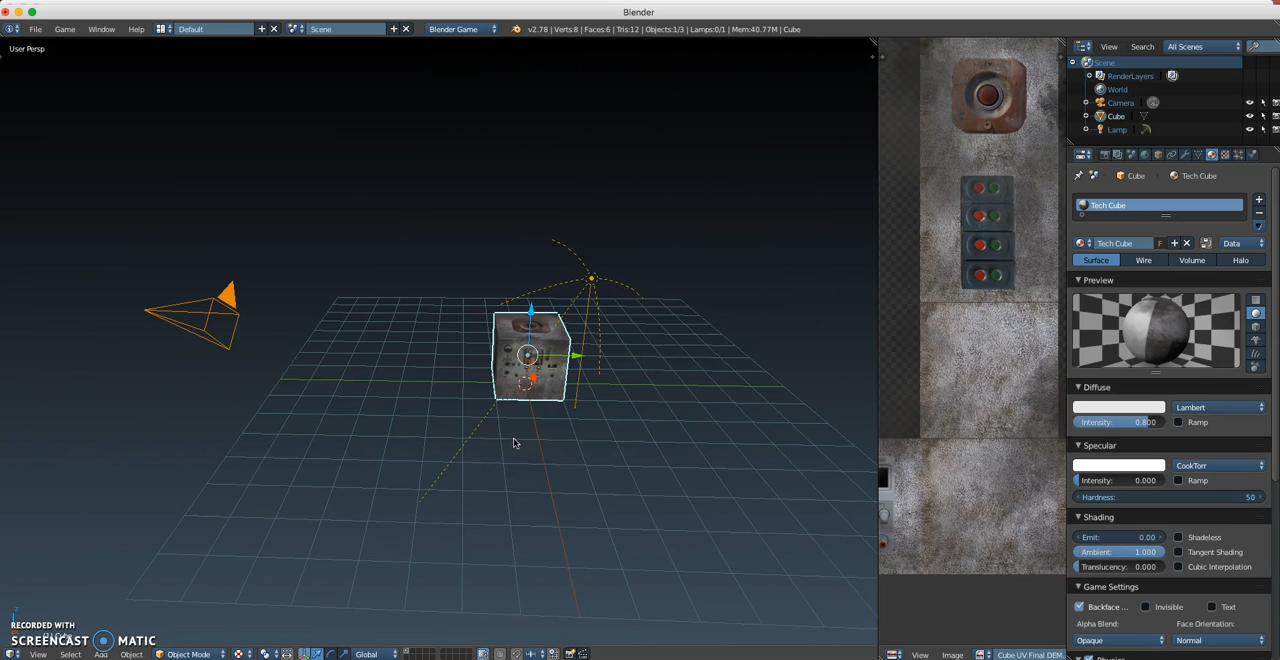 Blender
File Game Window Help Default Scene Blender Game v2.78 | Verts:8 | Faces:6 | Tris:12 | Objects:1/3 | Lamps:0/1 | Mem:40.77M | Cube
User Persp
View Search All Scenes
Scene
RenderLayers
World
Camera
Cube
Lamp
Cube Tech Cube
Tech Cube
Tech Cube F Data
Surface Wire Volume Halo
Preview
Diffuse
Lambert
Intensity: 0.800 Ramp
Specular
CookTorr
Intensity: 0.000 Ramp
Hardness: 50
Shading
Emit: 0.00 Shadeless
Ambient: 1.000 Tangent Shading
Translucency: 0.000 Cubic Interpolation
Game Settings
Backface ... Invisible Text
Alpha Blend: Face Orientation:
Opaque Normal
RECORDED WITH
SCREENCAST MATIC
View Select Add Object Object Mode Global
View Image Cube UV Final DEM